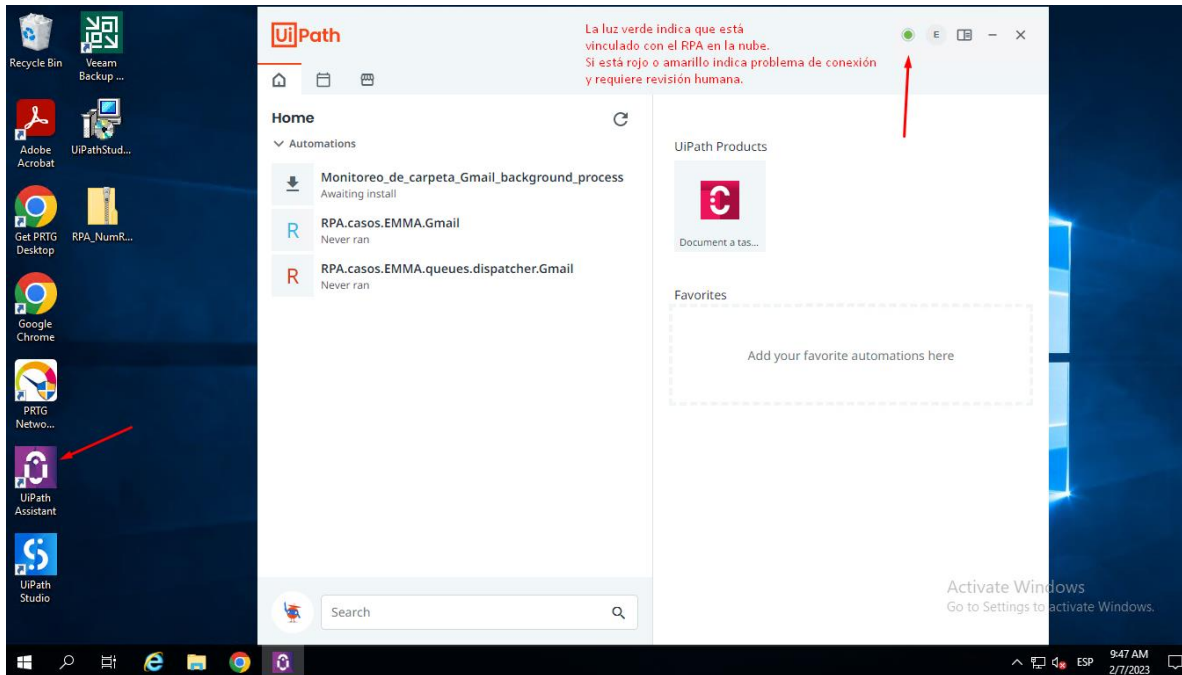 Recycle Bin
Veeam
Backup ...
Adobe
Acrobat
UiPathStud...
Get PRTG
Desktop
RPA_NumR...
Google
Chrome
PRTG
Netwo...
UiPath
Assistant
UiPath
Studio
UiPath
La luz verde indica que está
vinculado con el RPA en la nube.
Si está rojo o amarillo indica problema de conexión
y requiere revisión humana.
E
Home
Automations
Monitoreo_de_carpeta_Gmail_background_process
Awaiting install
R
RPA.casos.EMMA.Gmail
Never ran
R
RPA.casos.EMMA.queues.dispatcher.Gmail
Never ran
Search
UiPath Products
Document a tas...
Favorites
Add your favorite automations here
Activate Windows
Go to Settings to activate Windows.
ESP
9:47 AM
2/7/2023